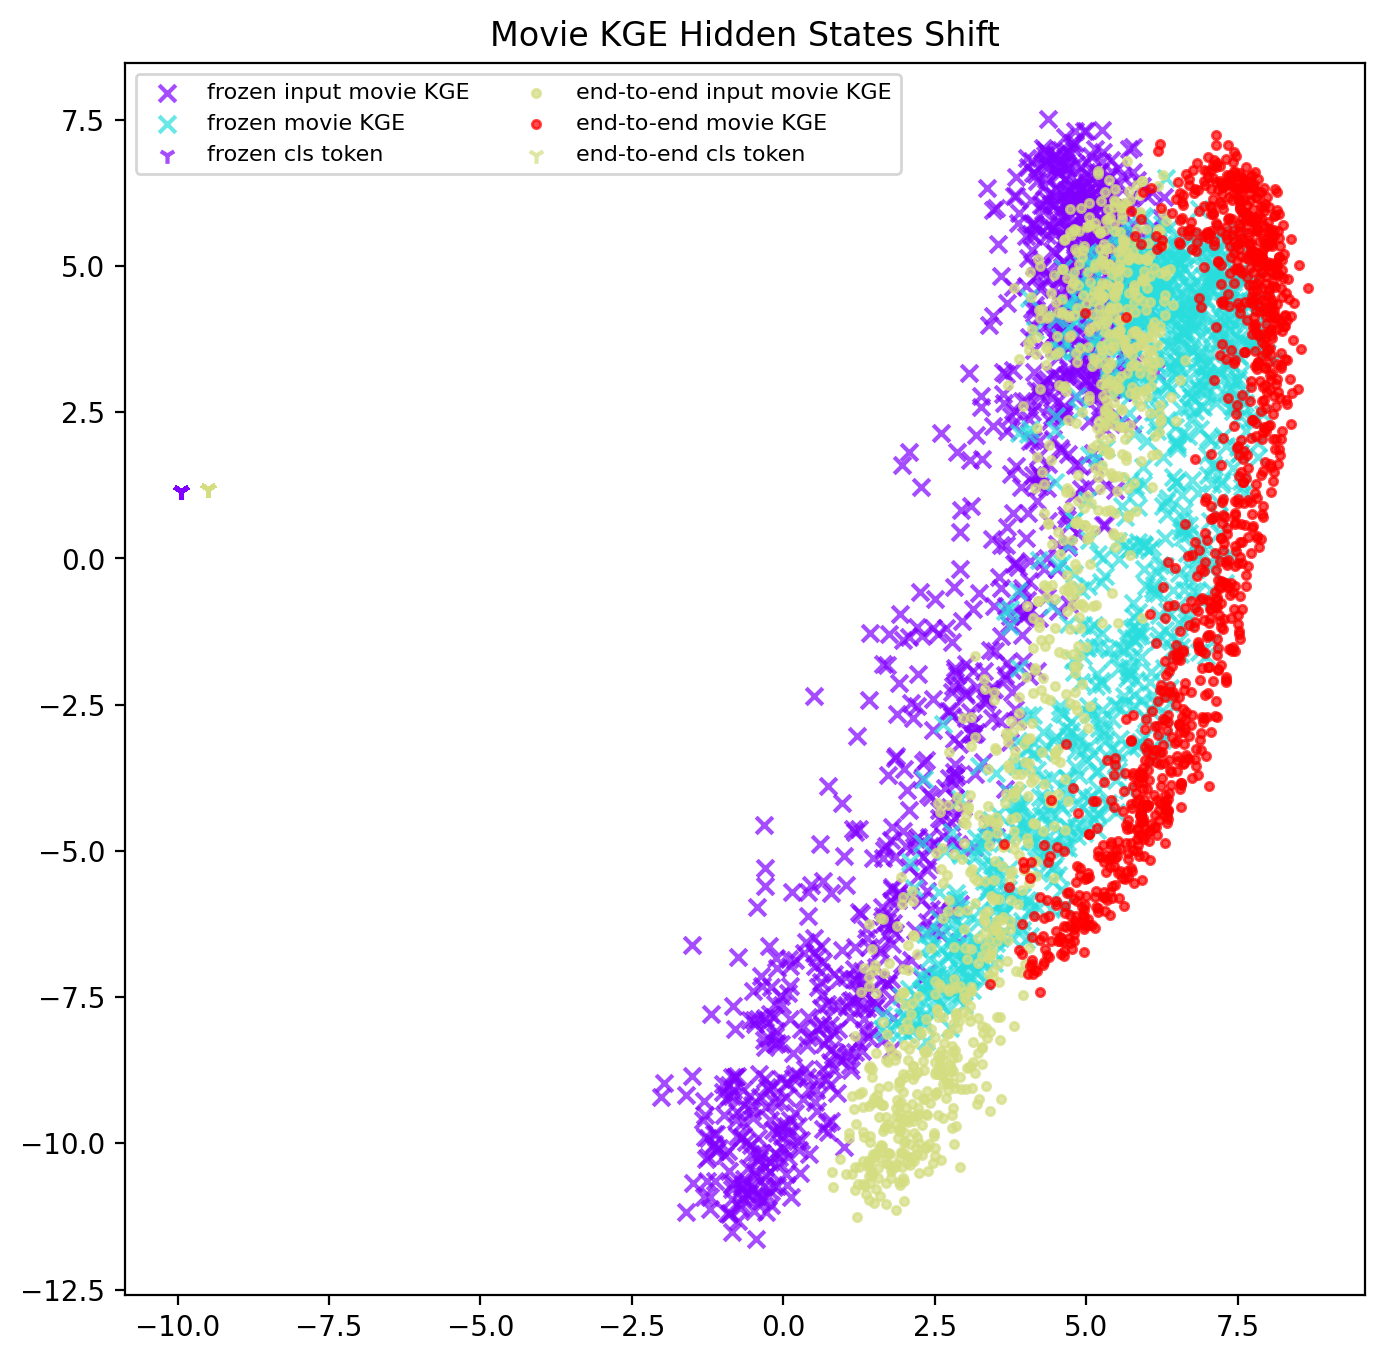 Movie KGE Hidden States Shift
frozen input movie KGE
frozen movie KGE
frozen cls token
end-to-end input movie KGE
end-to-end movie KGE
end-to-end cls token
7.5
5.0
2.5
0.0
−2.5
−5.0
−7.5
−10.0
−12.5
−10.0 −7.5 −5.0 −2.5 0.0 2.5 5.0 7.5